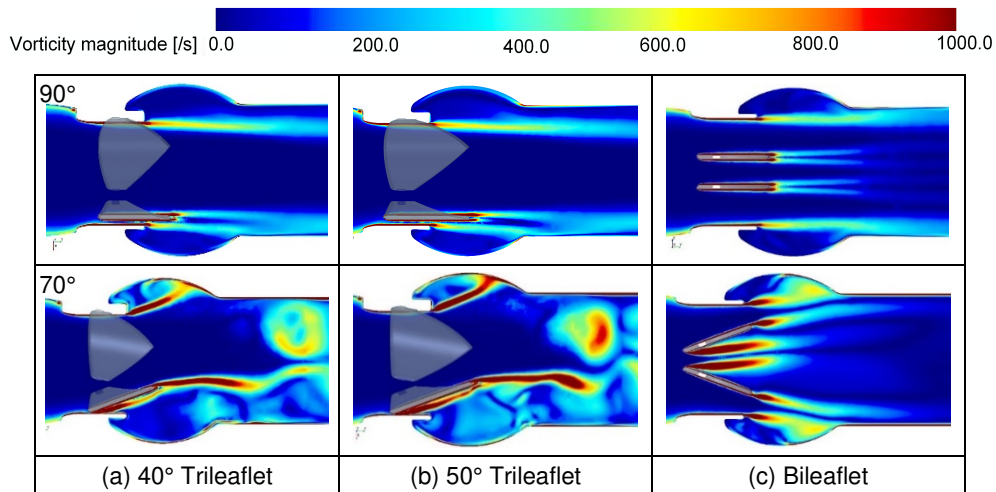 Vorticity magnitude [/s] 0.0 200.0 400.0 600.0 800.0 1000.0
90°
70°
(a) 40° Trileaflet (b) 50° Trileaflet (c) Bileaflet